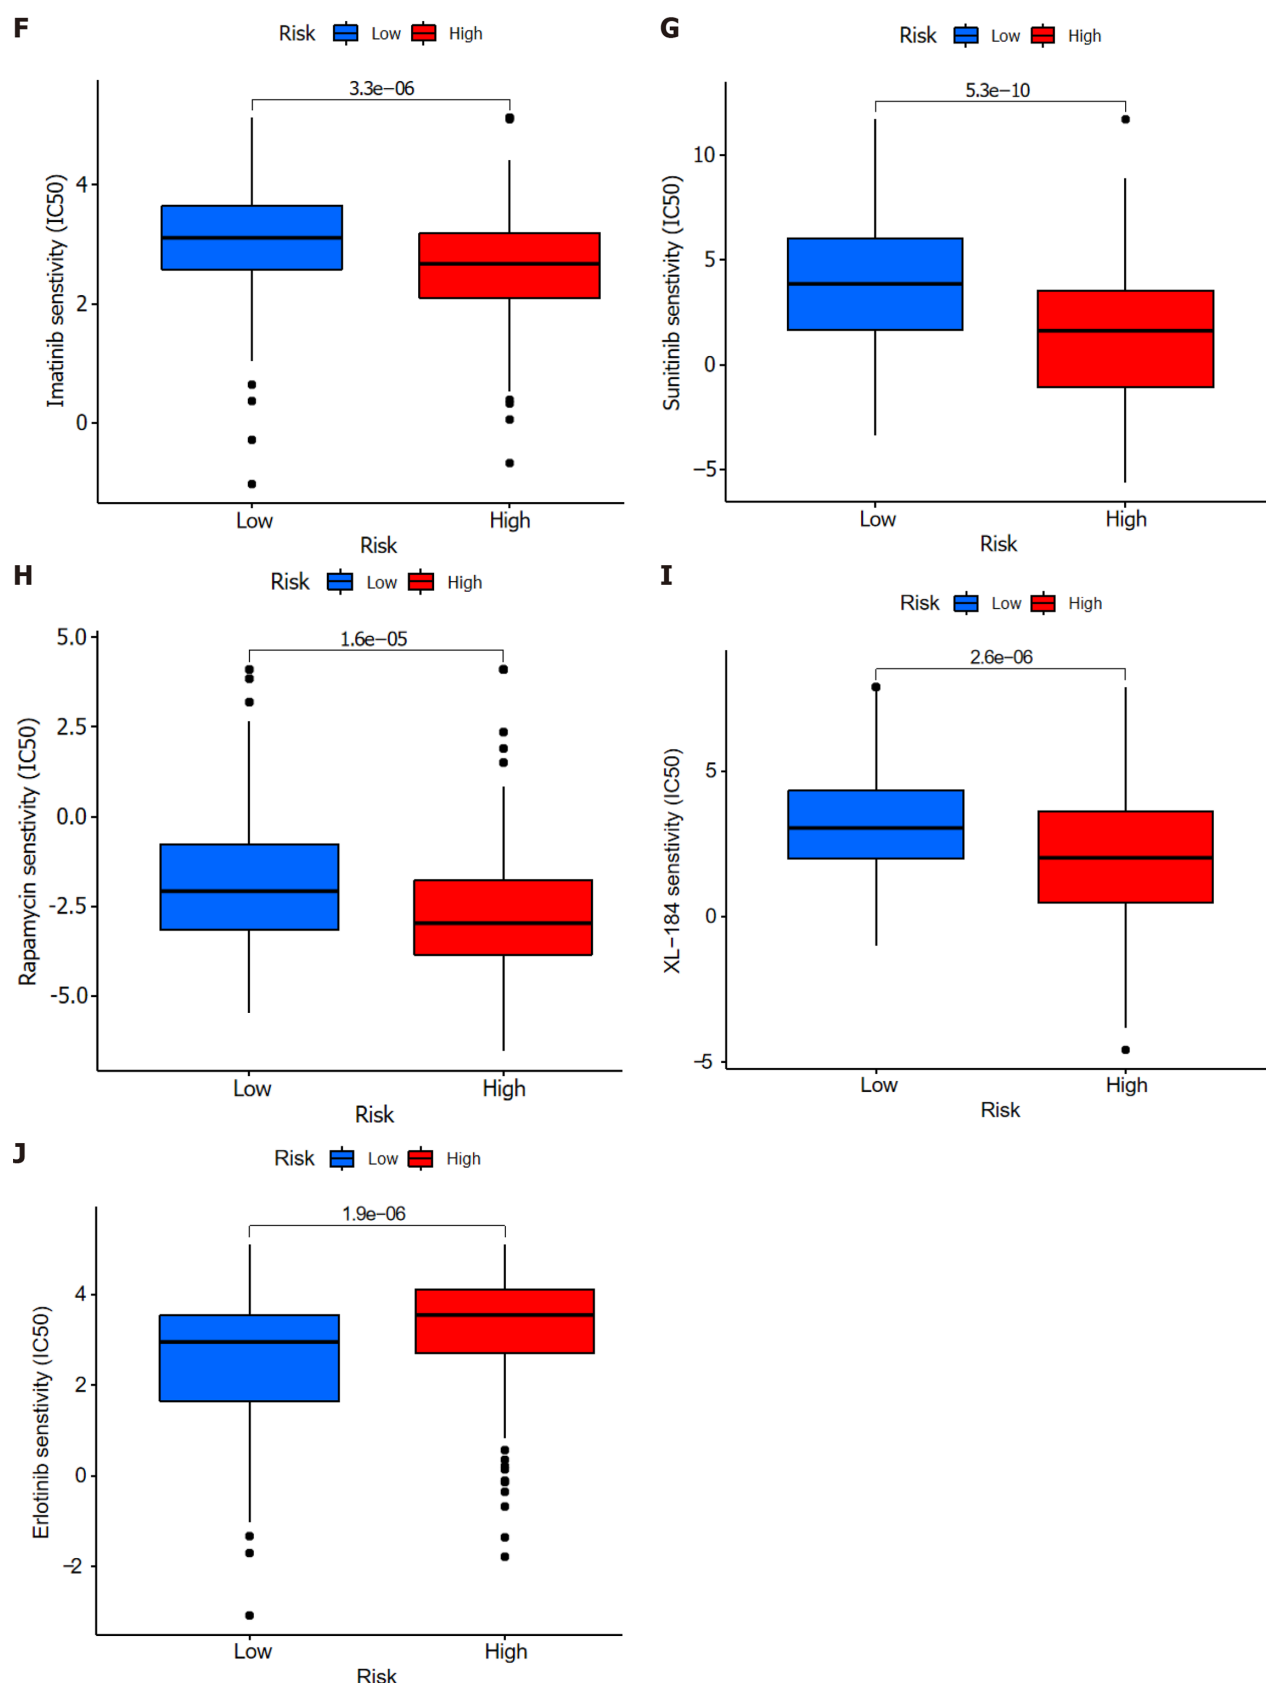 F
Risk Low High
3.3e−06
Imatinib senstivity (IC50)
4
2
0
Low High
Risk
G
Risk Low High
5.3e−10
Sunitinib senstivity (IC50)
10
5
0
−5
Low High
Risk
H
Risk Low High
1.6e−05
Rapamycin senstivity (IC50)
5.0
2.5
0.0
-2.5
-5.0
Low High
Risk
I
Risk Low High
2.6e−06
XL−184 senstivity (IC50)
5
0
−5
Low High
Risk
J
Risk Low High
1.9e−06
Erlotinib senstivity (IC50)
4
2
0
−2
Low High
Risk